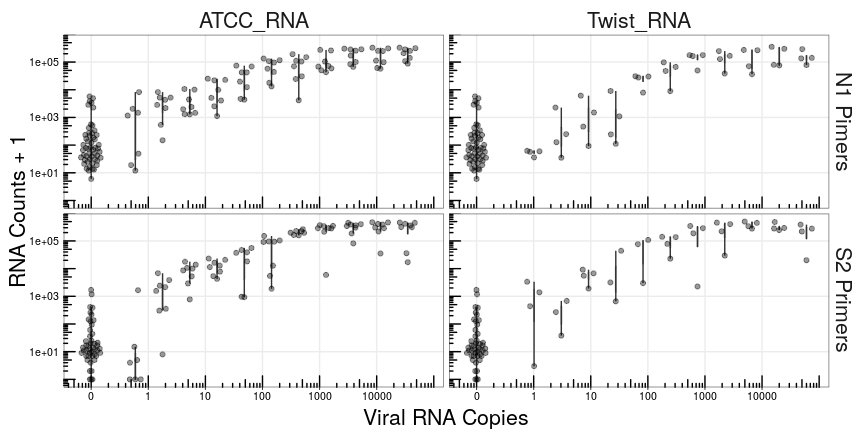 ATCC_RNA Twist_RNA
1e+05
1e+03
1e+01
N1 Pimers
RNA Counts + 1
1e+05
1e+03
1e+01
S2 Primers
0 1 10 100 1000 10000 0 1 10 100 1000 10000
Viral RNA Copies